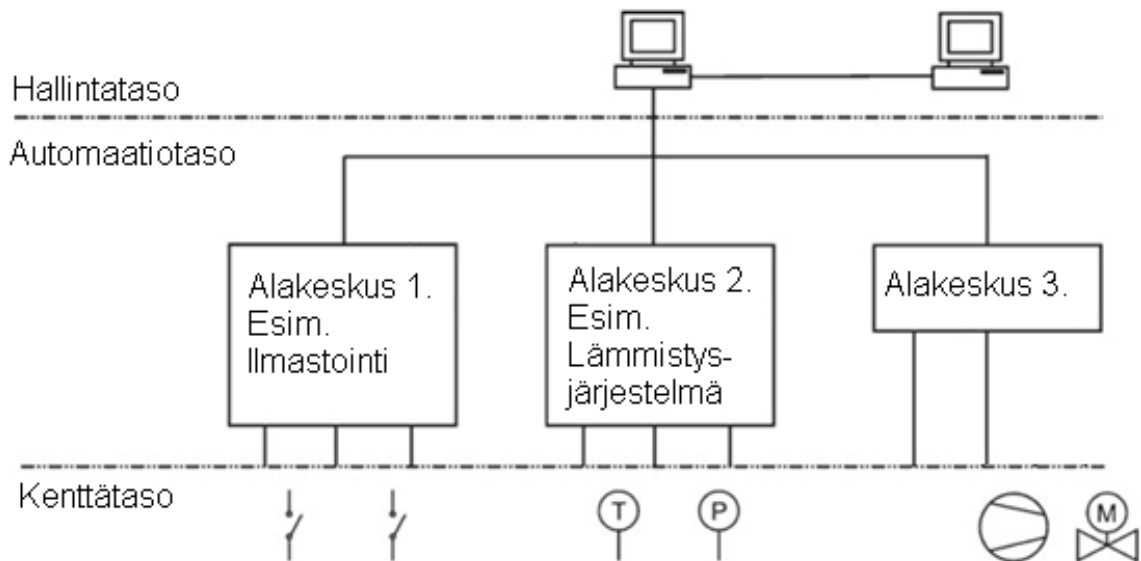 Hallintataso
Automaatiotaso
Alakeskus 1.
Esim.
Ilmastointi
Alakeskus 2.
Esim.
Lämmistys-
järjestelmä
Alakeskus 3.
Kenttätaso
T
P
M